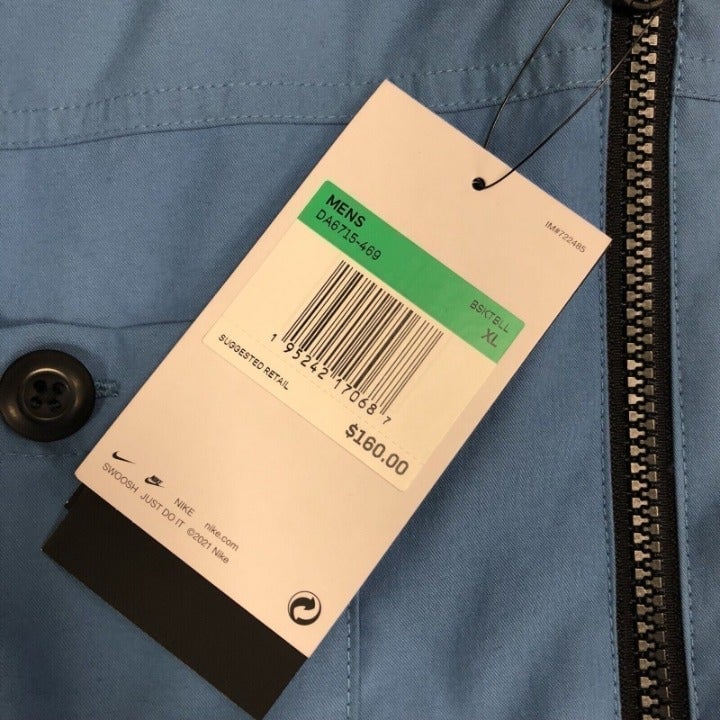 IM#722485
MENS
DA6715-469
BSKTBLL
XL
1 95242 17068 7
SUGGESTED RETAIL
$160.00
NIKE nike.com
SWOOSH JUST DO IT ©2021 Nike